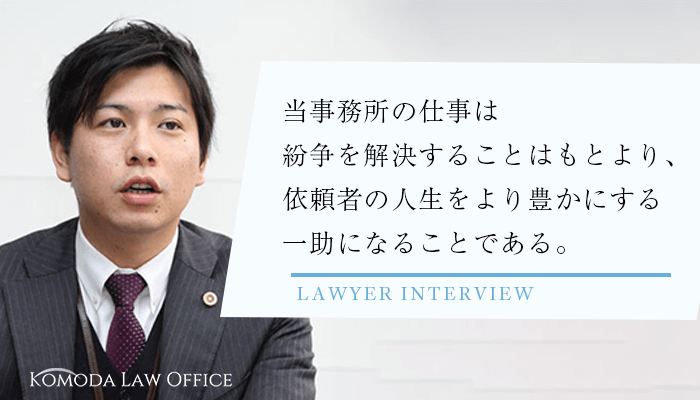 当事務所の仕事は
紛争を解決することはもとより、
依頼者の人生をより豊かにする
一助になることである。
LAWYER INTERVIEW
KOMODA LAW OFFICE